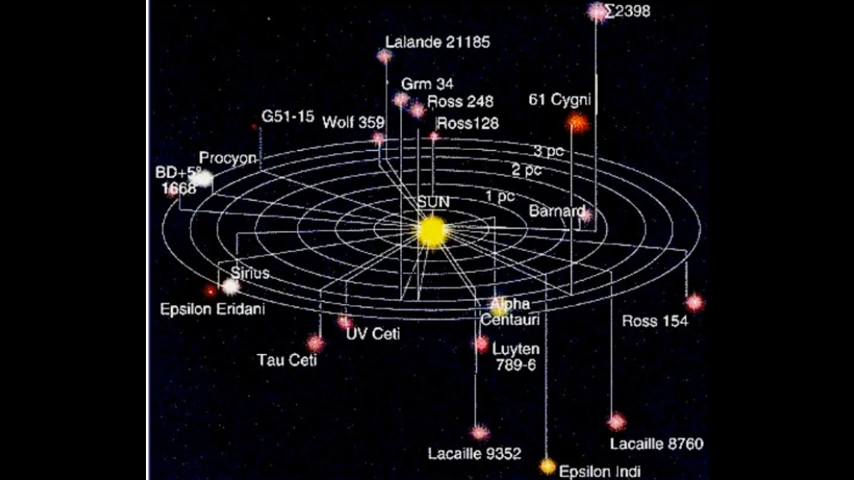 Σ2398
Lalande 21185
Grm 34
Ross 248
61 Cygni
G51-15
Wolf 359
Ross128
3 pc
Procyon
2 pc
BD+5°
1668
1 pc
SUN
Barnard
Sirius
Epsilon Eridani
Alpha
Centauri
Ross 154
UV Ceti
Luyten
789-6
Tau Ceti
Lacaille 8760
Lacaille 9352
Epsilon Indi